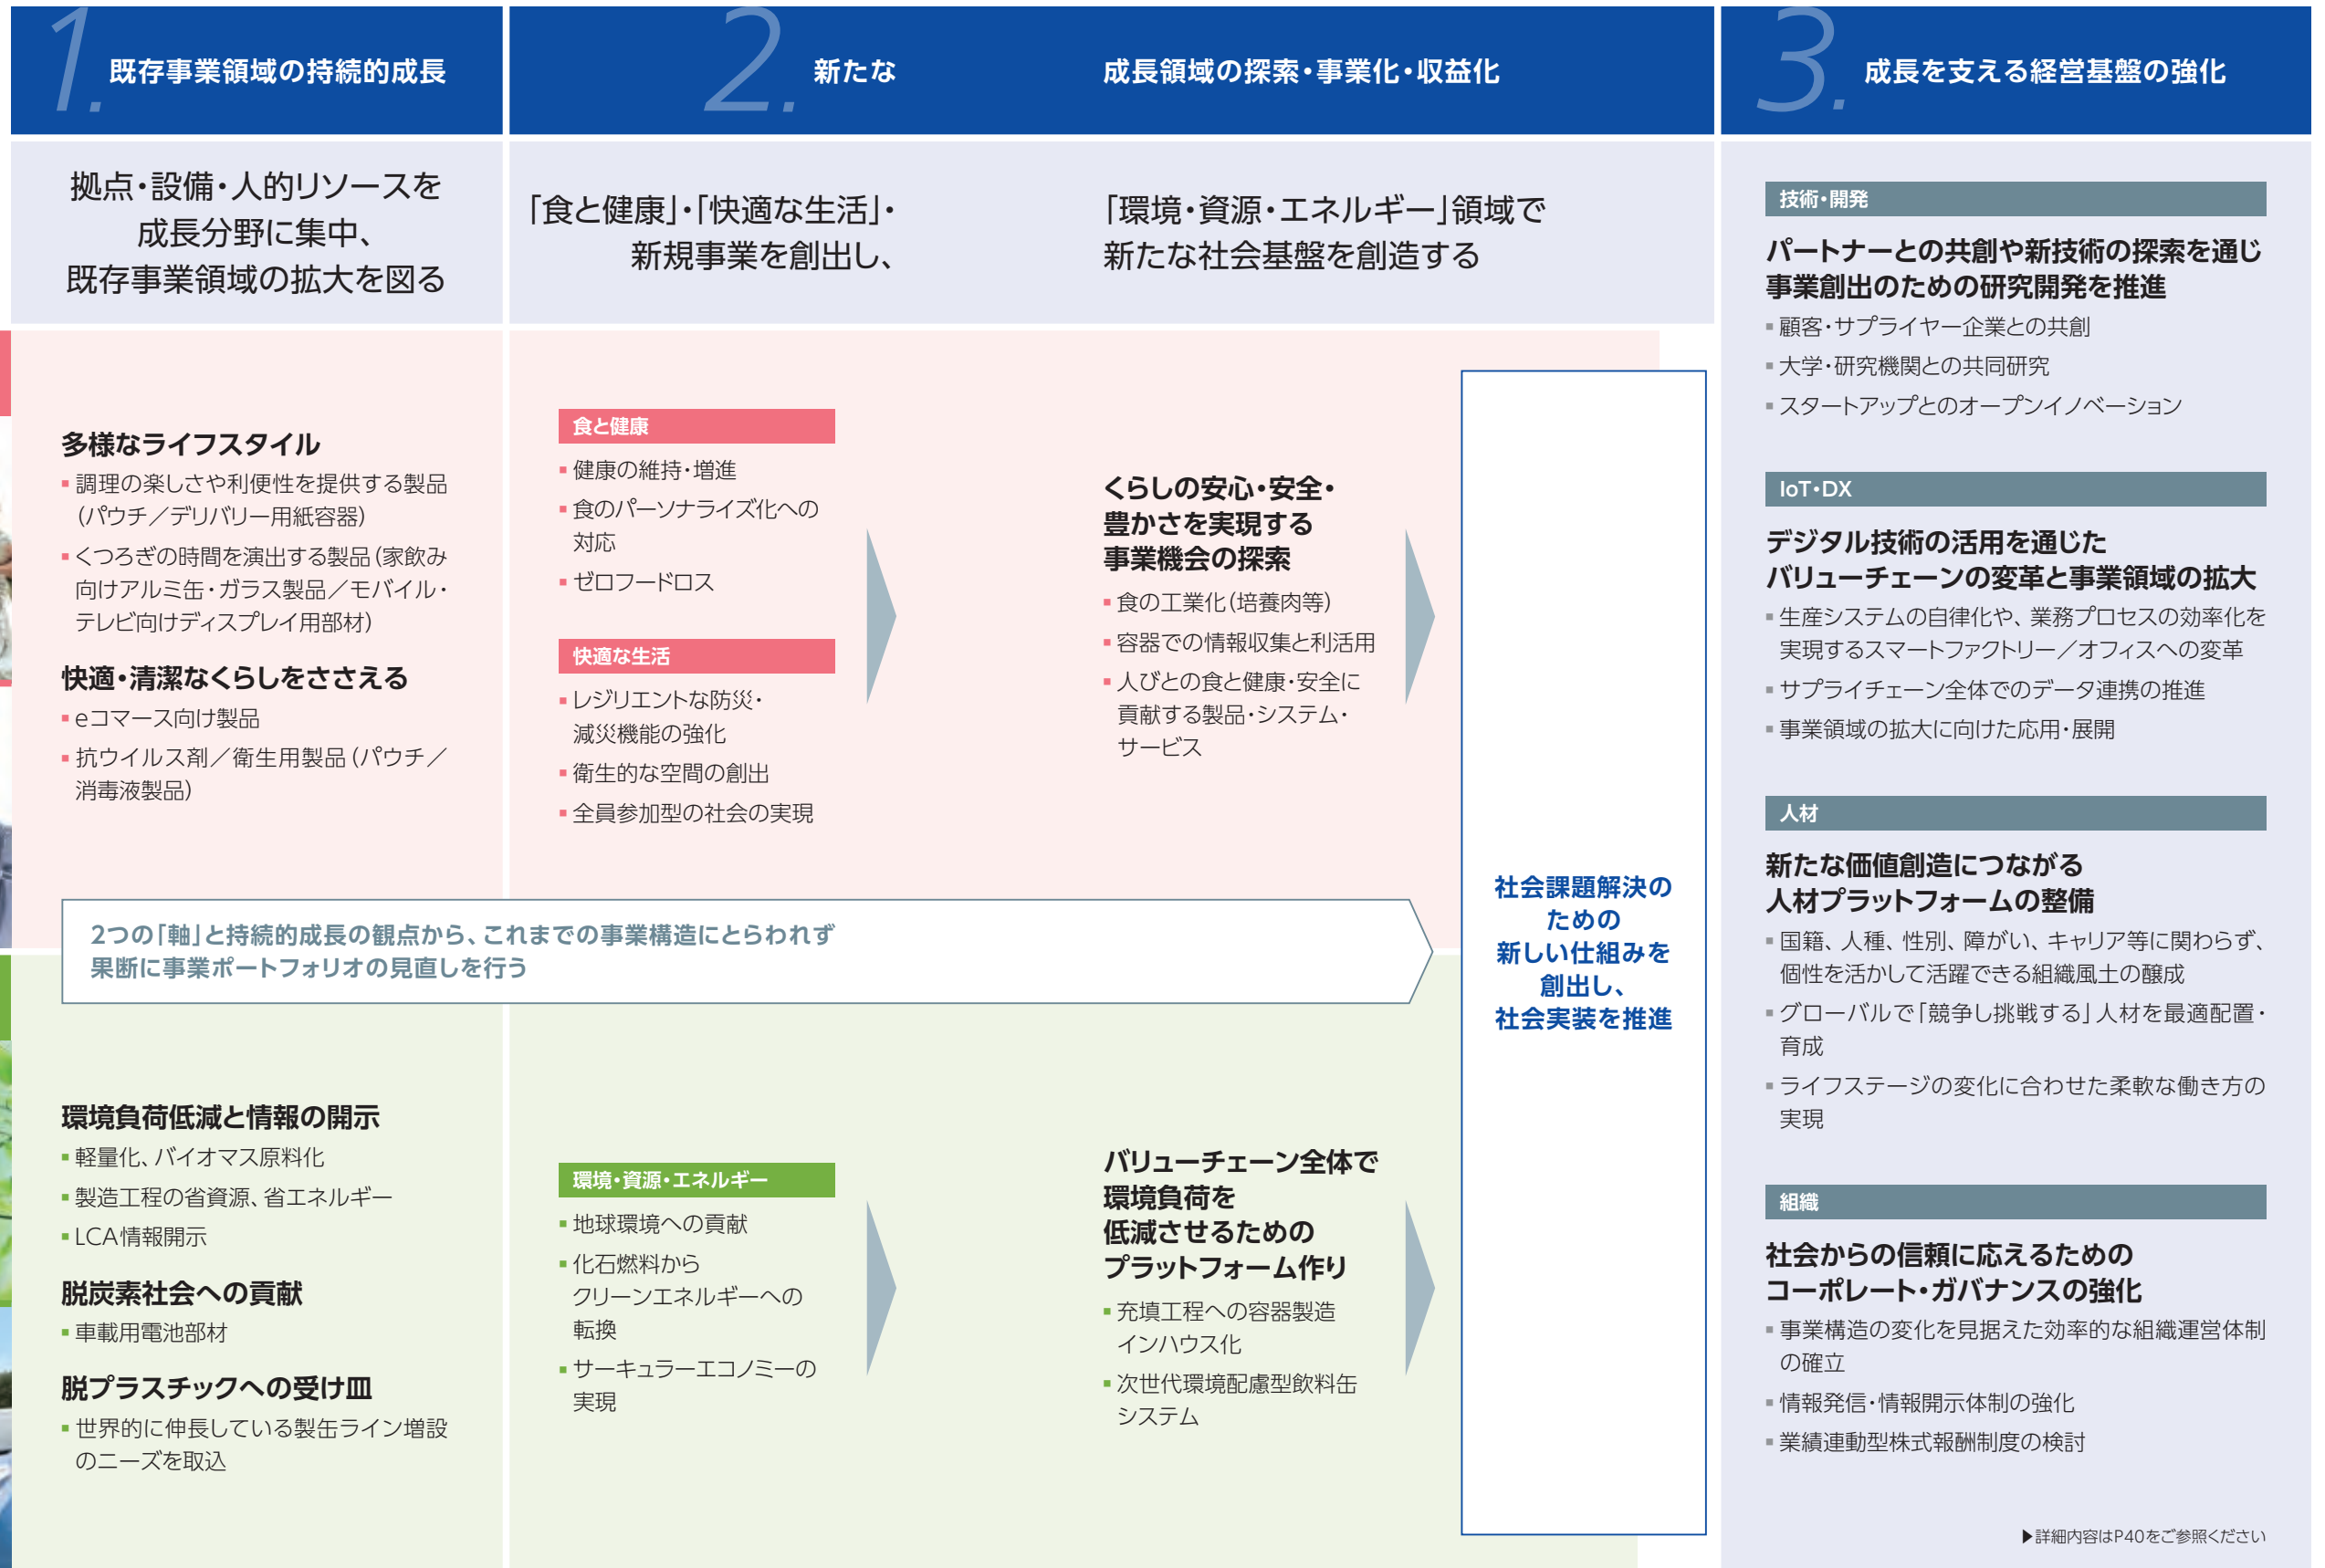 1.
既存事業領域の持続的成長
拠点・設備・人的リソースを
成長分野に集中、
既存事業領域の拡大を図る
多様なライフスタイル
▪調理の楽しさや利便性を提供する製品
（パウチ／デリバリー用紙容器）
▪くつろぎの時間を演出する製品（家飲み
向けアルミ缶・ガラス製品／モバイル・
テレビ向けディスプレイ用部材）
快適・清潔なくらしをささえる
▪eコマース向け製品
▪抗ウイルス剤／衛生用製品（パウチ／
消毒液製品）
2つの「軸」と持続的成長の観点から、これまでの事業構造にとらわれず
果断に事業ポートフォリオの見直しを行う
環境負荷低減と情報の開示
▪軽量化、バイオマス原料化
▪製造工程の省資源、省エネルギー
▪LCA情報開示
脱炭素社会への貢献
▪車載用電池部材
脱プラスチックへの受け皿
▪世界的に伸長している製缶ライン増設
のニーズを取込
2.
新たな 成長領域の探索・事業化・収益化
「食と健康」・「快適な生活」・ 「環境・資源・エネルギー」領域で
新規事業を創出し、 新たな社会基盤を創造する
食と健康
▪健康の維持・増進
▪食のパーソナライズ化への
対応
▪ゼロフードロス
快適な生活
▪レジリエントな防災・
減災機能の強化
▪衛生的な空間の創出
▪全員参加型の社会の実現
くらしの安心・安全・
豊かさを実現する
事業機会の探索
▪食の工業化（培養肉等）
▪容器での情報収集と利活用
▪人びとの食と健康・安全に
貢献する製品・システム・
サービス
環境・資源・エネルギー
▪地球環境への貢献
▪化石燃料から
クリーンエネルギーへの
転換
▪サーキュラーエコノミーの
実現
バリューチェーン全体で
環境負荷を
低減させるための
プラットフォーム作り
▪充填工程への容器製造
インハウス化
▪次世代環境配慮型飲料缶
システム
社会課題解決の
ための
新しい仕組みを
創出し、
社会実装を推進
3.
成長を支える経営基盤の強化
技術・開発
パートナーとの共創や新技術の探索を通じ
事業創出のための研究開発を推進
▪顧客・サプライヤー企業との共創
▪大学・研究機関との共同研究
▪スタートアップとのオープンイノベーション
IoT・DX
デジタル技術の活用を通じた
バリューチェーンの変革と事業領域の拡大
▪生産システムの自律化や、業務プロセスの効率化を
実現するスマートファクトリー／オフィスへの変革
▪サプライチェーン全体でのデータ連携の推進
▪事業領域の拡大に向けた応用・展開
人材
新たな価値創造につながる
人材プラットフォームの整備
▪国籍、人種、性別、障がい、キャリア等に関わらず、
個性を活かして活躍できる組織風土の醸成
▪グローバルで「競争し挑戦する」人材を最適配置・
育成
▪ライフステージの変化に合わせた柔軟な働き方の
実現
組織
社会からの信頼に応えるための
コーポレート・ガバナンスの強化
▪事業構造の変化を見据えた効率的な組織運営体制
の確立
▪情報発信・情報開示体制の強化
▪業績連動型株式報酬制度の検討
▶詳細内容はP40をご参照ください